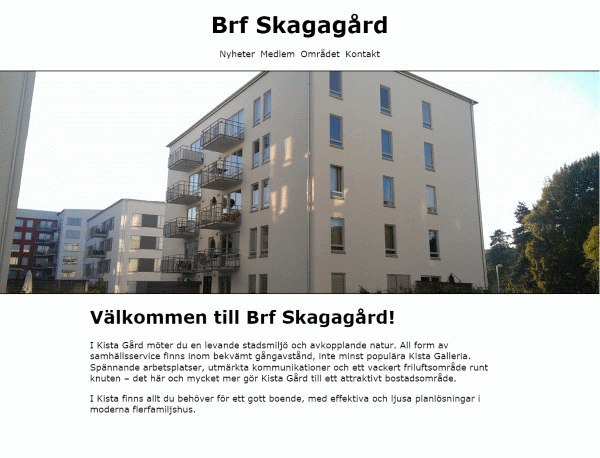 Brf Skagagård
Nyheter Medlem Området Kontakt
Välkommen till Brf Skagagård!
I Kista Gård möter du en levande stadsmiljö och avkopplande natur. All form av
samhällsservice finns inom bekvämt gångavstånd, inte minst populära Kista Galleria.
Spännande arbetsplatser, utmärkta kommunikationer och ett vackert friluftsområde runt
knuten – det här och mycket mer gör Kista Gård till ett attraktivt bostadsområde.
I Kista finns allt du behöver för ett gott boende, med effektiva och ljusa planlösningar i
moderna flerfamiljshus.